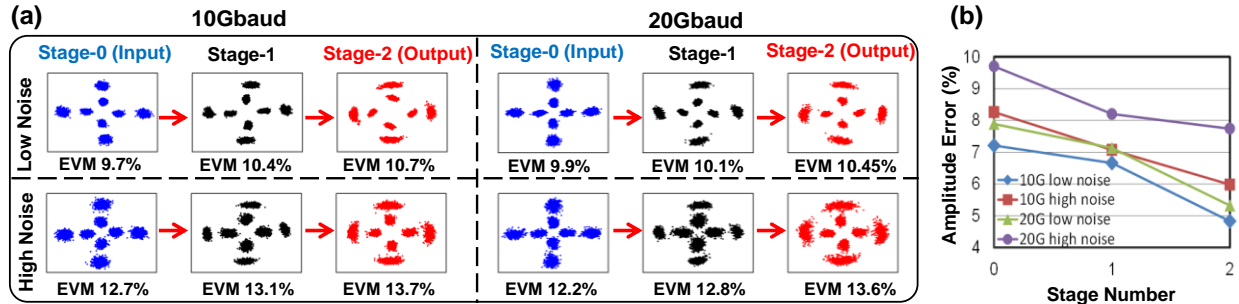 (a)
10Gbaud
20Gbaud
Stage-0 (Input)
Stage-1
Stage-2 (Output)
Stage-0 (Input)
Stage-1
Stage-2 (Output)
Low Noise
EVM 9.7%
EVM 10.4%
EVM 10.7%
EVM 9.9%
EVM 10.1%
EVM 10.45%
High Noise
EVM 12.7%
EVM 13.1%
EVM 13.7%
EVM 12.2%
EVM 12.8%
EVM 13.6%
(b)
Amplitude Error (%)
10
9
8
7
6
5
4
10G low noise
10G high noise
20G low noise
20G high noise
0
1
2
Stage Number